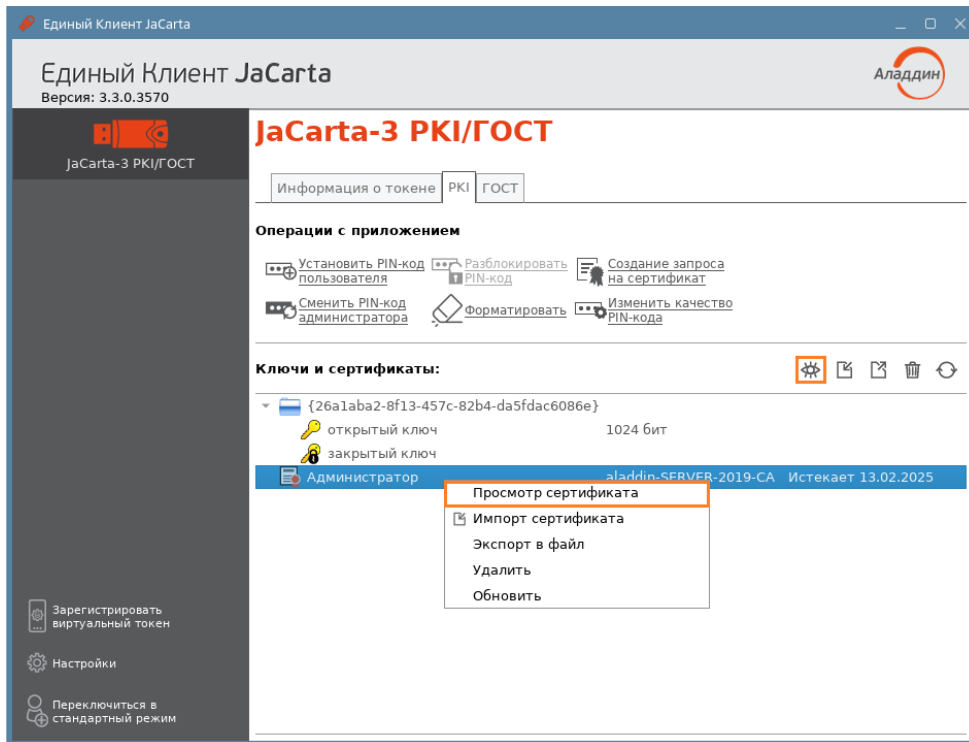 Единый Клиент JaCarta
Единый Клиент JaCarta
Версия: 3.3.0.3570
Аладдин
JaCarta-3 PKI/ГОСТ
JaCarta-3 PKI/ГОСТ
Информация о токене PKI ГОСТ
Операции с приложением
Установить PIN-код Разблокировать Создание запроса
пользователя PIN-код на сертификат
Сменить PIN-код Форматировать Изменить качество
администратора PIN-кода
Ключи и сертификаты:
{26a1aba2-8f13-457c-82b4-da5fdac6086e}
открытый ключ 1024 бит
закрытый ключ
Администратор aladdin-SERVER-2019-CA Истекает 13.02.2025
Просмотр сертификата
Импорт сертификата
Экспорт в файл
Удалить
Обновить
Зарегистрировать
виртуальный токен
Настройки
Переключиться в
стандартный режим